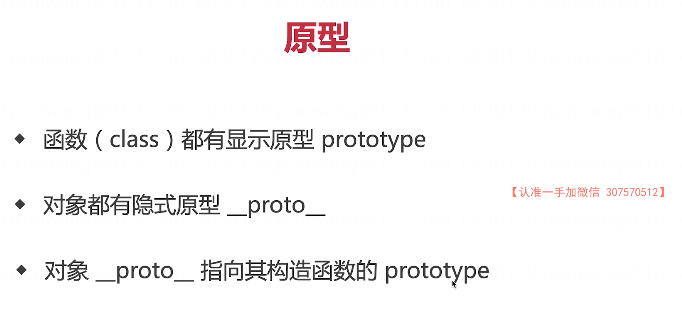 原型
◆ 函数（class）都有显示原型 prototype
◆ 对象都有隐式原型 __proto__
【认准一手加微信 307570512】
◆ 对象 __proto__ 指向其构造函数的 prototype